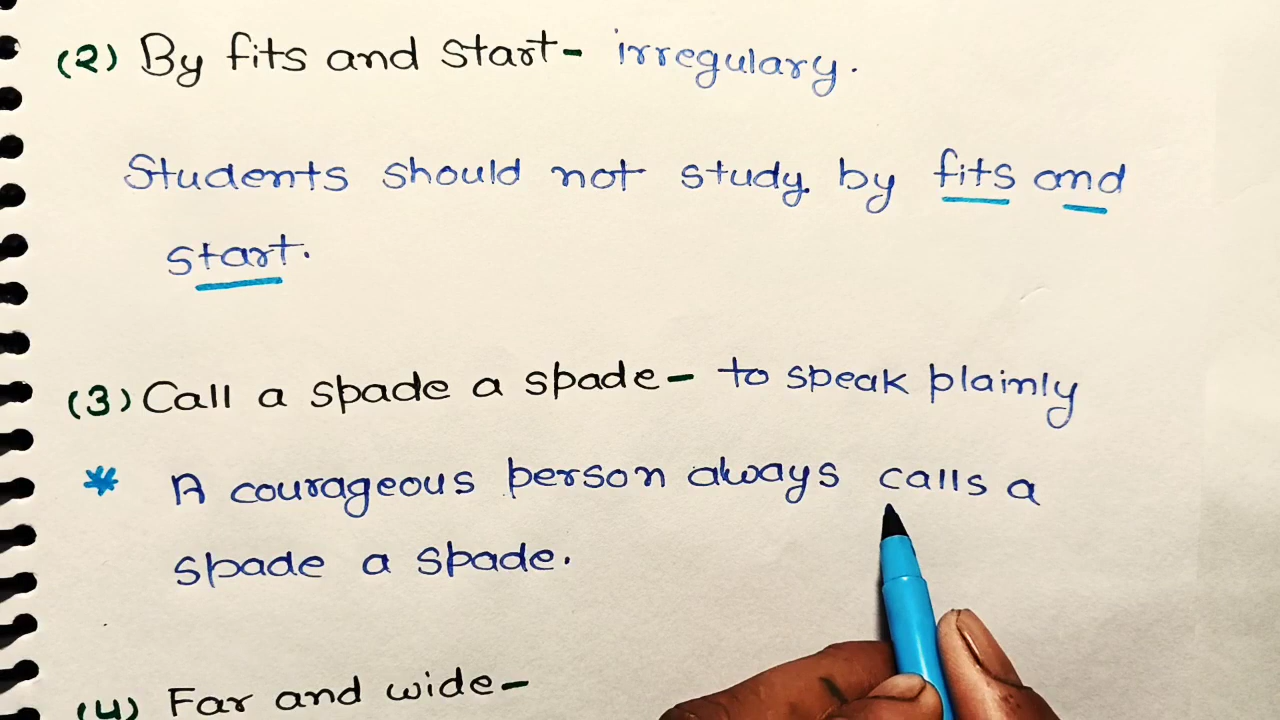 (2) By fits and start- irregulary.
Students should not study by fits and
start.
(3) Call a spade a spade- to speak plainly
* A courageous person always calls a
spade a spade.
(4) Far and wide-